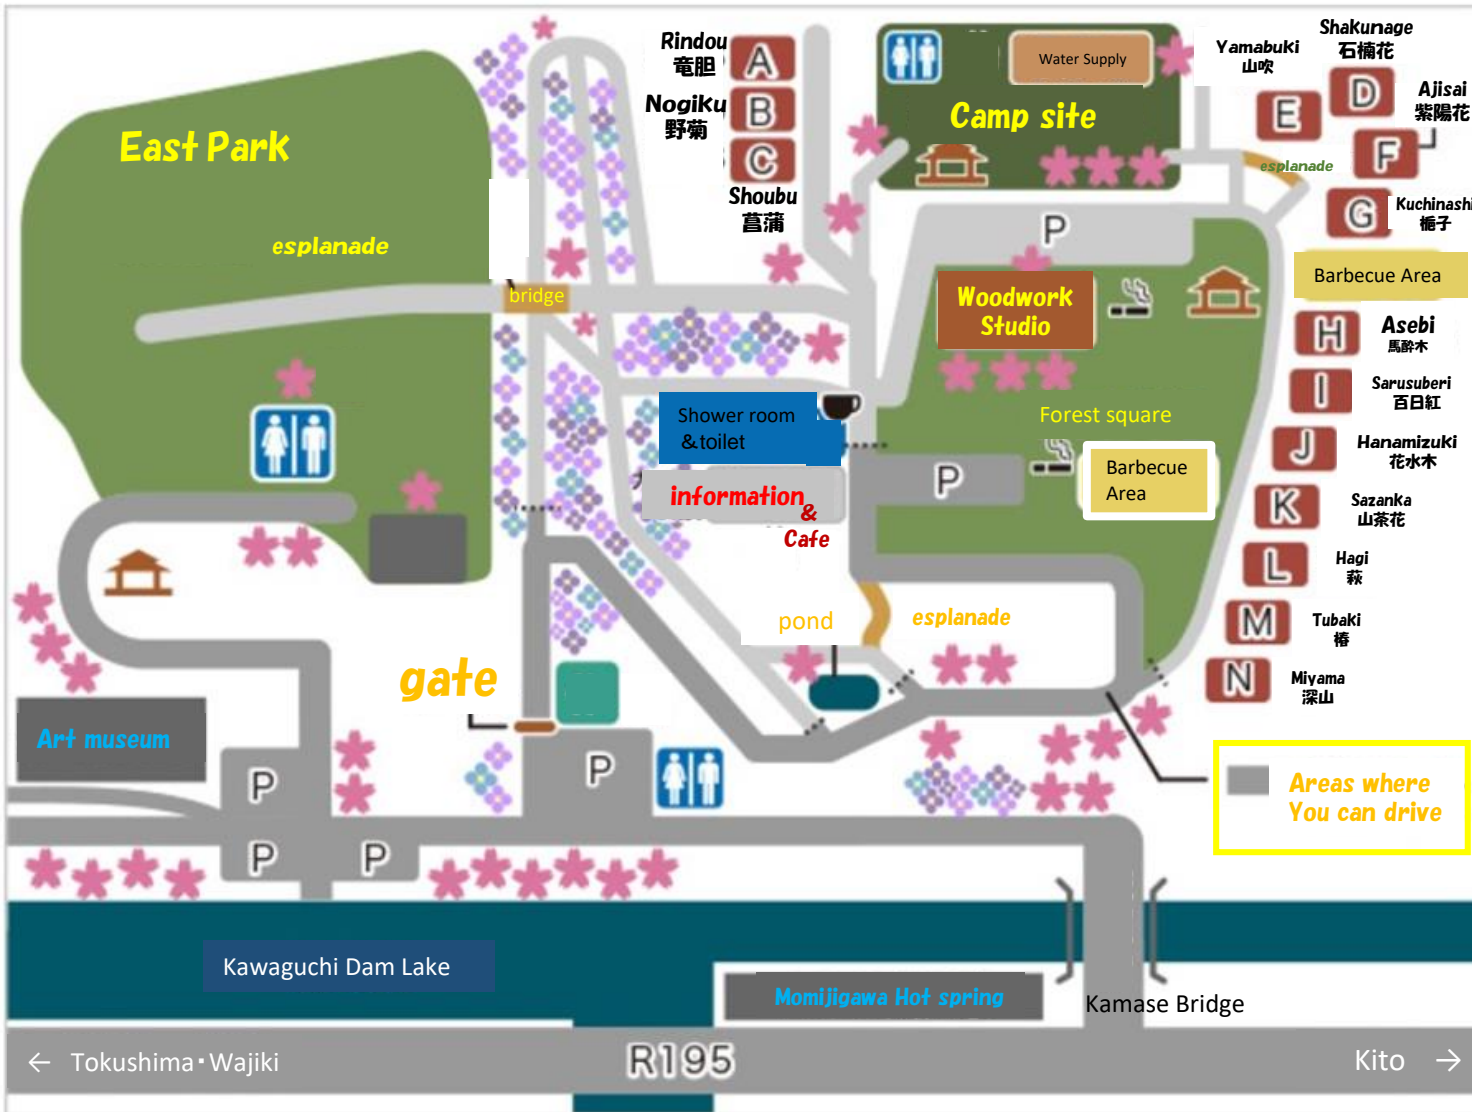 Rindou
竜胆
A
Nogiku
野菊
B
C
Shoubu
菖蒲
Water Supply
Camp site
Yamabuki
山吹
Shakunage
石楠花
E
D
Ajisai
紫陽花
F
esplanade
G
Kuchinashi
梔子
East Park
esplanade
bridge
P
Woodwork
Studio
Barbecue Area
H
Asebi
馬酔木
I
Sarusuberi
百日紅
Shower room
&toilet
Forest square
J
Hanamizuki
花水木
information
&
Cafe
P
Barbecue
Area
K
Sazanka
山茶花
L
Hagi
萩
pond
esplanade
M
Tubaki
椿
gate
N
Miyama
深山
Art museum
P
P
Areas where
You can drive
P
P
Kawaguchi Dam Lake
Momijigawa Hot spring
Kamase Bridge
← Tokushima・Wajiki
R195
Kito →